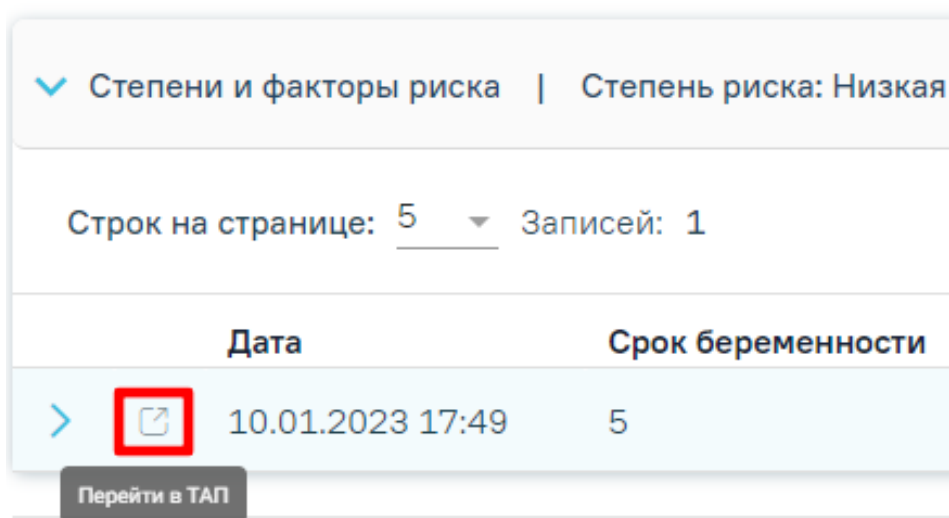 Степени и факторы риска | Степень риска: Низкая
Строк на странице: 5 Записей: 1
Дата Срок беременности
10.01.2023 17:49 5
Перейти в ТАП